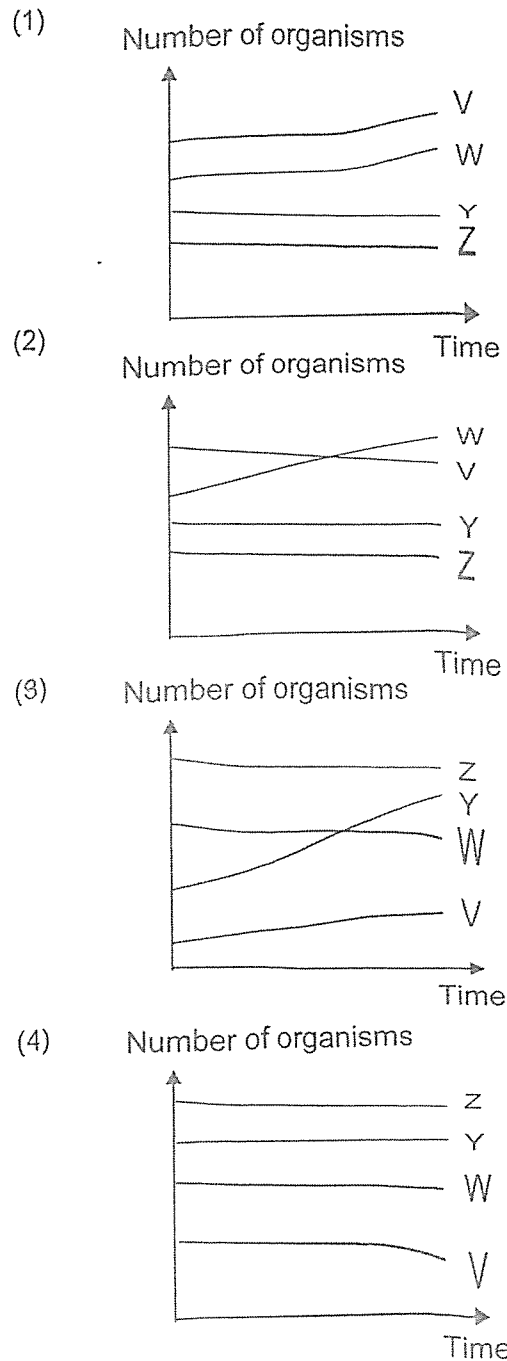 (1)
Number of organisms
V
W
Y
Z
Time
(2)
Number of organisms
W
V
Y
Z
Time
(3)
Number of organisms
Z
Y
W
V
Time
(4)
Number of organisms
Z
Y
W
V
Time